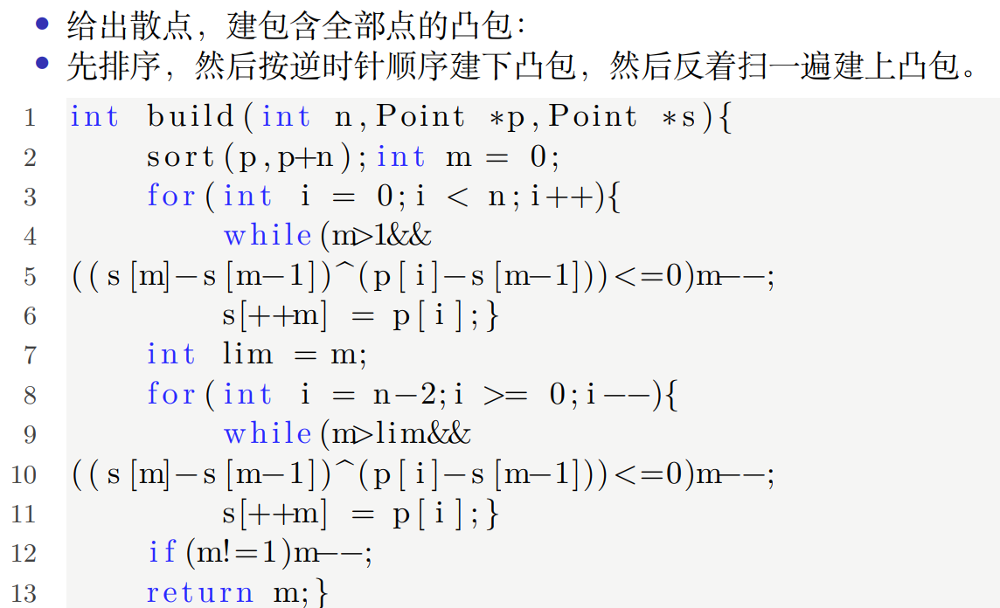 给出散点，建包含全部点的凸包：
先排序，然后按逆时针顺序建下凸包，然后反着扫一遍建上凸包。
1 int build(int n,Point *p,Point *s){
2 sort(p,p+n);int m = 0;
3 for(int i = 0;i < n;i++){
4 while(m>1&&
5 ((s[m]-s[m-1])^(p[i]-s[m-1]))<=0)m--;
6 s[++m] = p[i];}
7 int lim = m;
8 for(int i = n-2;i >= 0;i--){
9 while(m>lim&&
10 ((s[m]-s[m-1])^(p[i]-s[m-1]))<=0)m--;
11 s[++m] = p[i];}
12 if(m!=1)m--;
13 return m;}